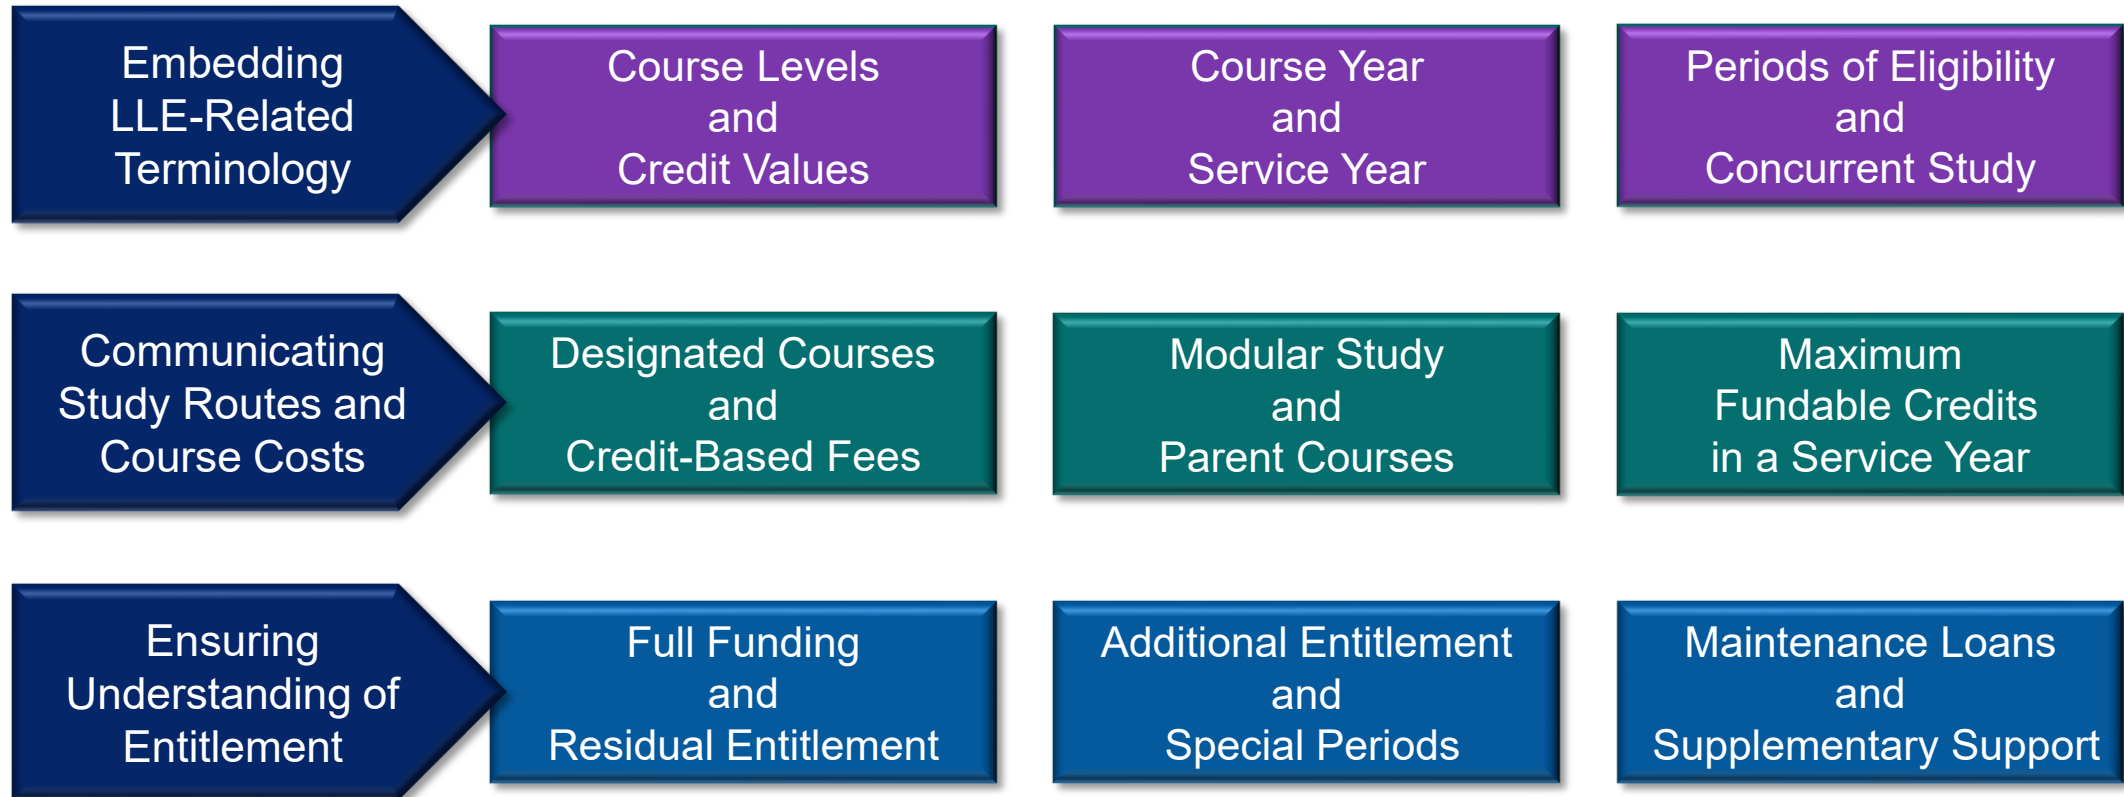 Embedding
LLE-Related
Terminology
Course Levels
and
Credit Values
Course Year
and
Service Year
Periods of Eligibility
and
Concurrent Study
Communicating
Study Routes and
Course Costs
Designated Courses
and
Credit-Based Fees
Modular Study
and
Parent Courses
Maximum
Fundable Credits
in a Service Year
Ensuring
Understanding of
Entitlement
Full Funding
and
Residual Entitlement
Additional Entitlement
and
Special Periods
Maintenance Loans
and
Supplementary Support